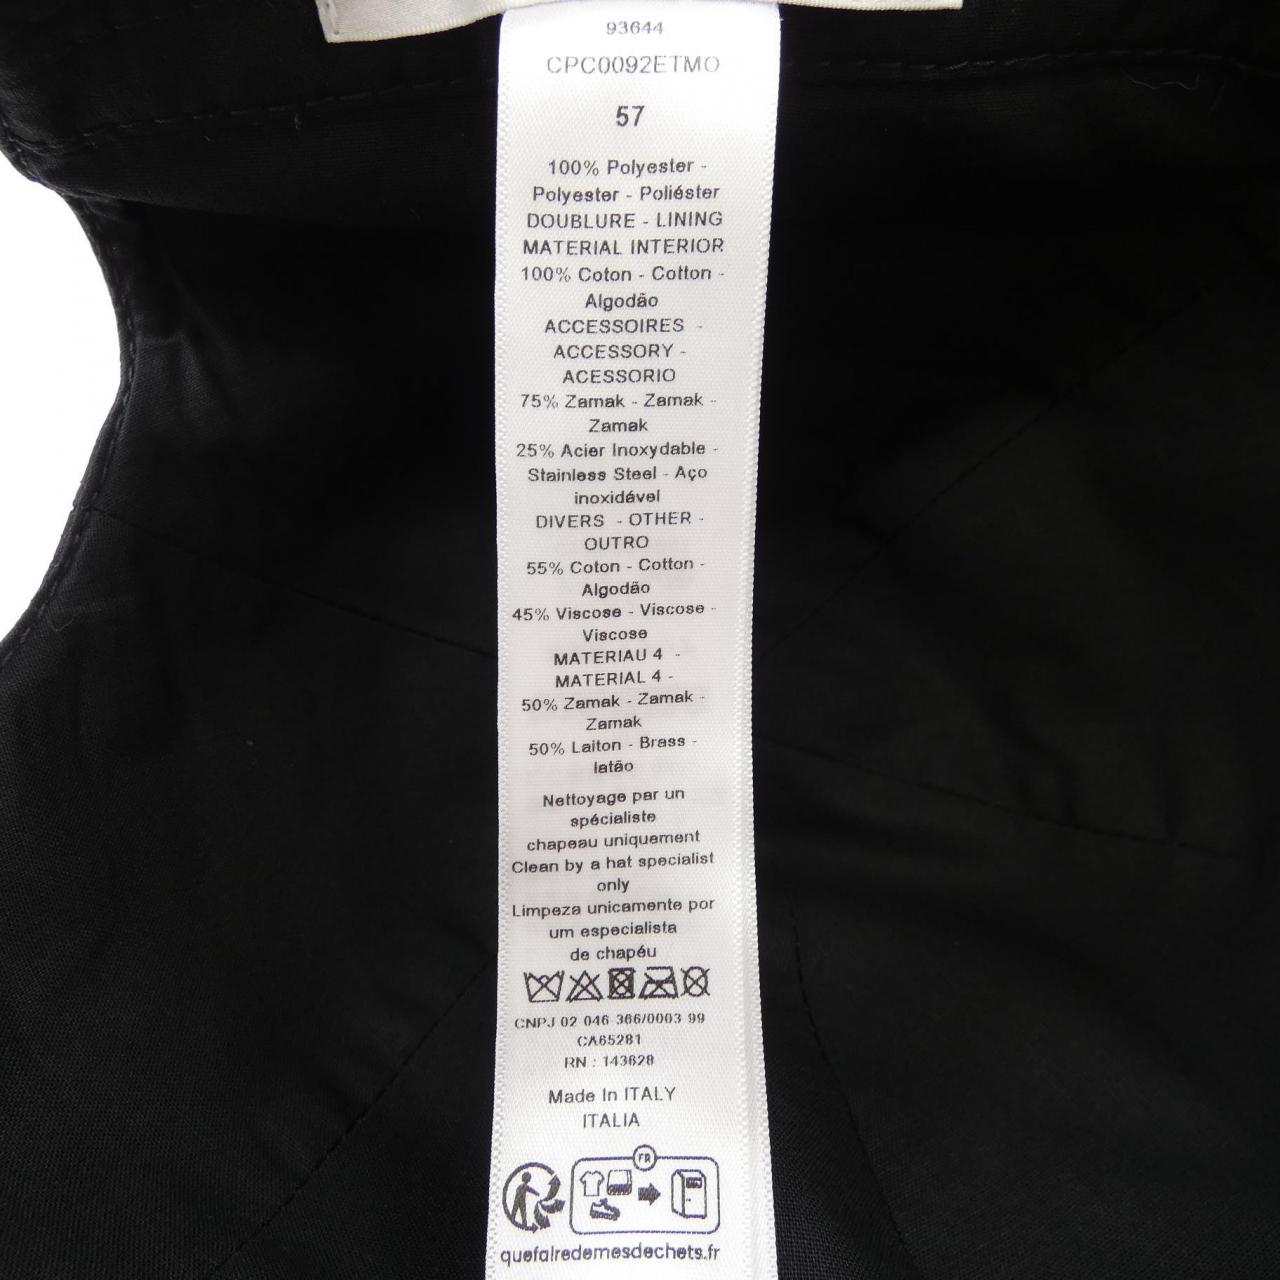 93644
CPC0092ETMO
57
100% Polyester -
Polyester - Poliéster
DOUBLURE - LINING
MATERIAL INTERIOR
100% Coton - Cotton -
Algodão
ACCESSOIRES -
ACCESSORY -
ACESSORIO
75% Zamak - Zamak -
Zamak
25% Acier Inoxydable -
Stainless Steel - Aço
inoxidável
DIVERS - OTHER -
OUTRO
55% Coton - Cotton -
Algodão
45% Viscose - Viscose -
Viscose
MATERIAU 4 -
MATERIAL 4 -
50% Zamak - Zamak -
Zamak
50% Laiton - Brass -
latão
Nettoyage par un
spécialiste
chapeau uniquement
Clean by a hat specialist
only
Limpeza unicamente por
um especialista
de chapéu
CNPJ 02 046 366/0003 99
CA65281
RN : 143628
Made In ITALY
ITALIA
FR
quefairedemesdechets.fr